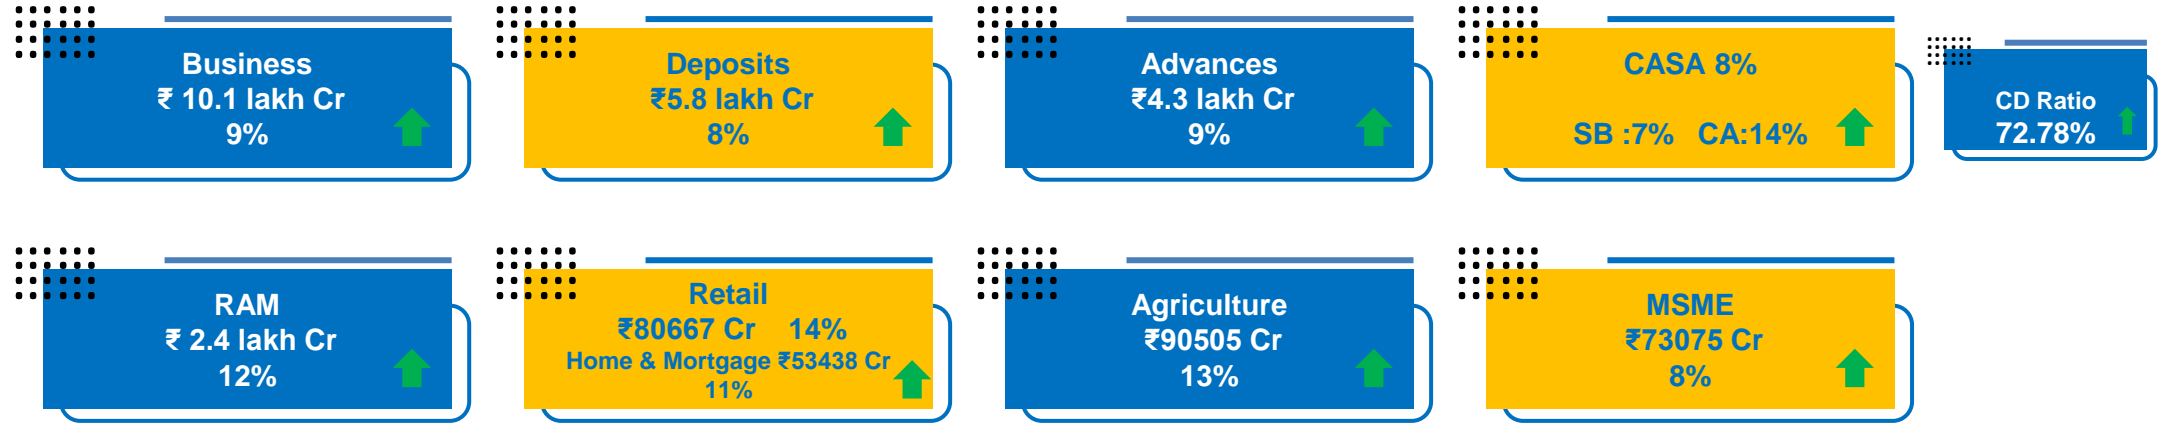 Business
₹ 10.1 lakh Cr
9%
Deposits
₹5.8 lakh Cr
8%
Advances
₹4.3 lakh Cr
9%
CASA 8%
SB :7% CA:14%
CD Ratio
72.78%
RAM
₹ 2.4 lakh Cr
12%
Retail
₹80667 Cr 14%
Home & Mortgage ₹53438 Cr
11%
Agriculture
₹90505 Cr
13%
MSME
₹73075 Cr
8%